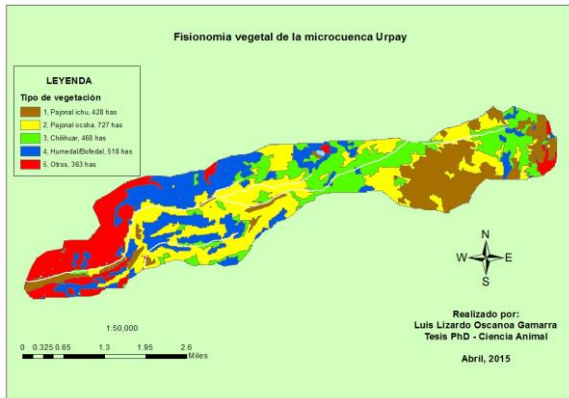 Fisionomia vegetal de la microcuenca Urpay
LEYENDA
Tipo de vegetación
1, Pajonal ichu, 428 has
2, Pajonal ocsha, 727 has
3, Chilihuar, 468 has
4, Humedal/Bofedal, 518 has
5, Otros, 363 has
N
W E
S
1:50,000
0 0.325 0.65 1.3 1.95 2.6
Miles
Realizado por:
Luis Lizardo Oscanoa Gamarra
Tesis PhD - Ciencia Animal
Abril, 2015